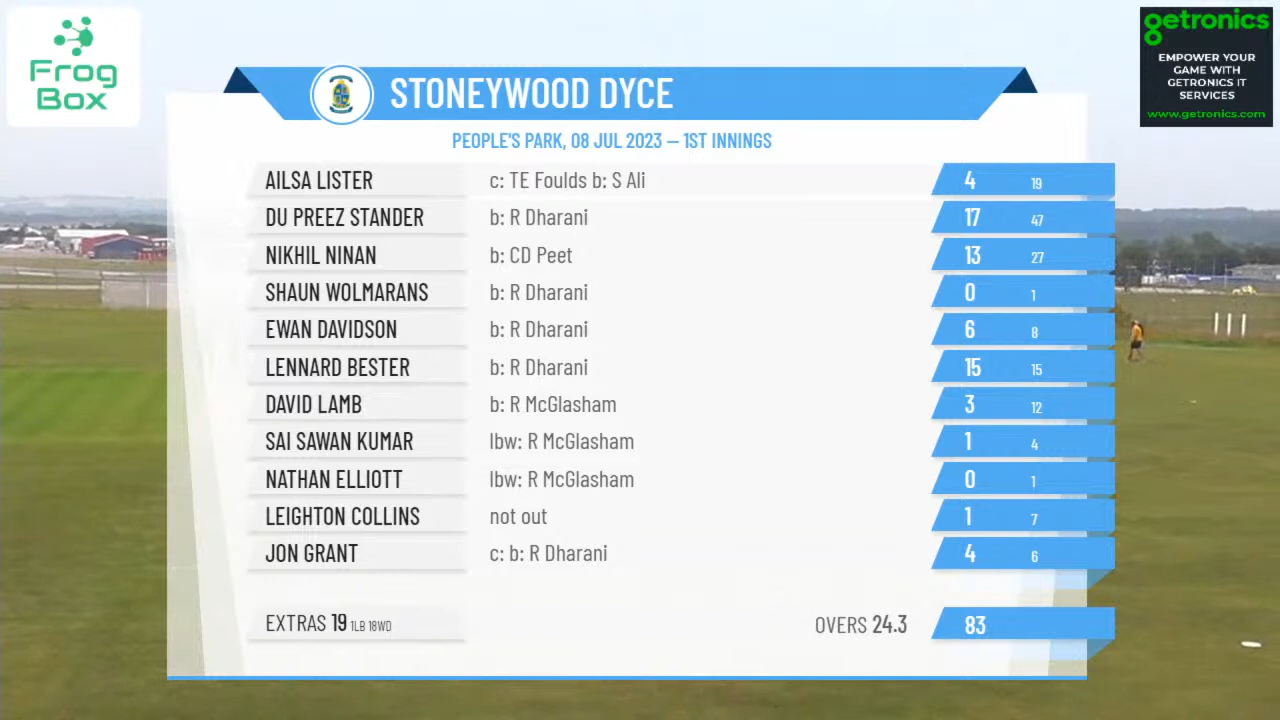 Frog
Box
getronics
EMPOWER YOUR
GAME WITH
GETRONICS IT
SERVICES
www.getronics.com
STONEYWOOD DYCE
PEOPLE'S PARK, 08 JUL 2023 – 1ST INNINGS
AILSA LISTER c: TE Foulds b: S Ali 4 19
DU PREEZ STANDER b: R Dharani 17 47
NIKHIL NINAN b: CD Peet 13 27
SHAUN WOLMARANS b: R Dharani 0 1
EWAN DAVIDSON b: R Dharani 6 8
LENNARD BESTER b: R Dharani 15 15
DAVID LAMB b: R McGlasham 3 12
SAI SAWAN KUMAR lbw: R McGlasham 1 4
NATHAN ELLIOTT lbw: R McGlasham 0 1
LEIGHTON COLLINS not out 1 7
JON GRANT c: b: R Dharani 4 6
EXTRAS 19 1LB 18WD OVERS 24.3 83